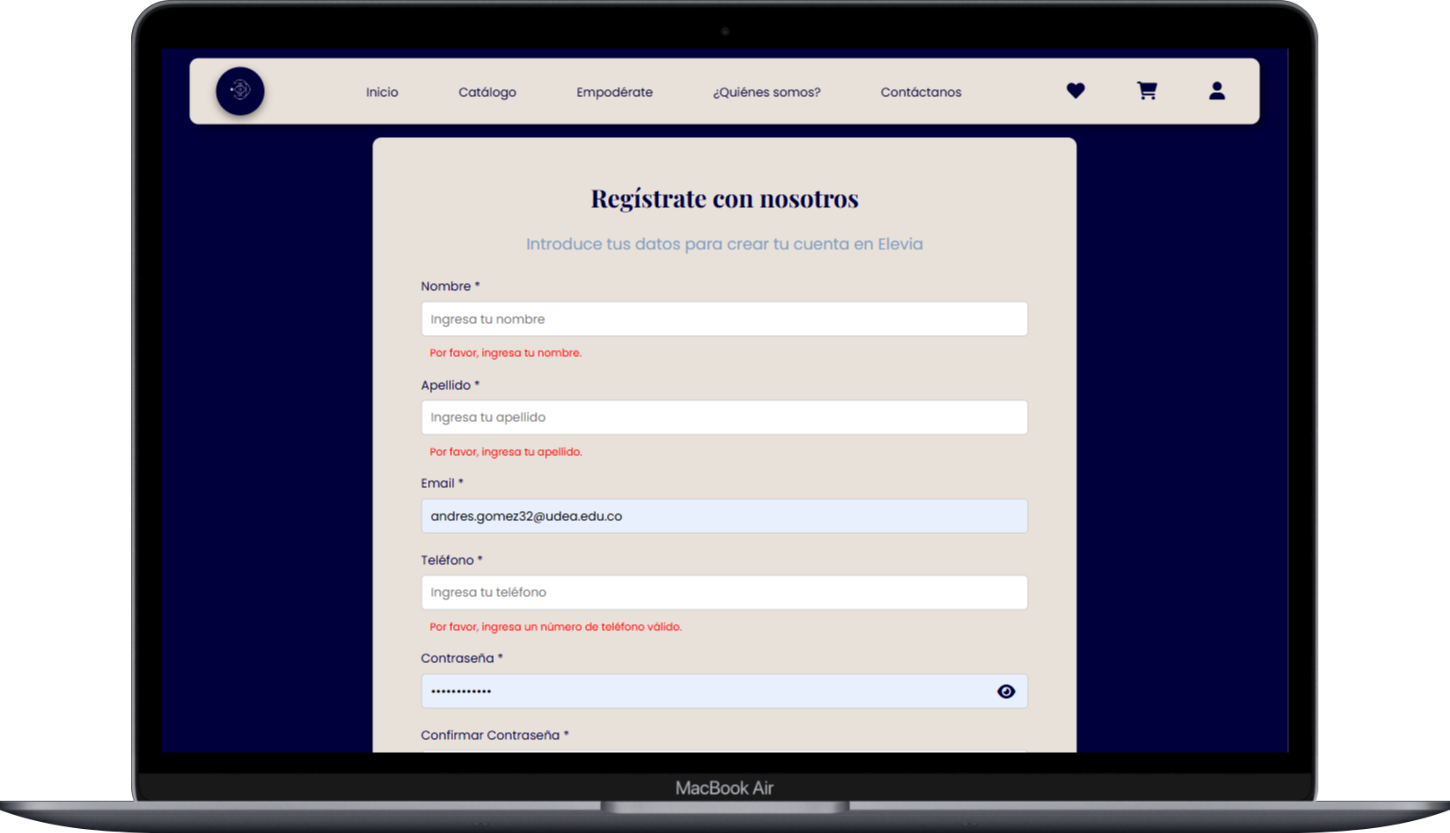 Inicio Catálogo Empodérate ¿Quiénes somos? Contáctanos
Regístrate con nosotros
Introduce tus datos para crear tu cuenta en Elevia
Nombre *
Ingresa tu nombre
Por favor, ingresa tu nombre.
Apellido *
Ingresa tu apellido
Por favor, ingresa tu apellido.
Email *
andres.gomez32@udea.edu.co
Teléfono *
Ingresa tu teléfono
Por favor, ingresa un número de teléfono válido.
Contraseña *
••••••••••••
Confirmar Contraseña *
MacBook Air